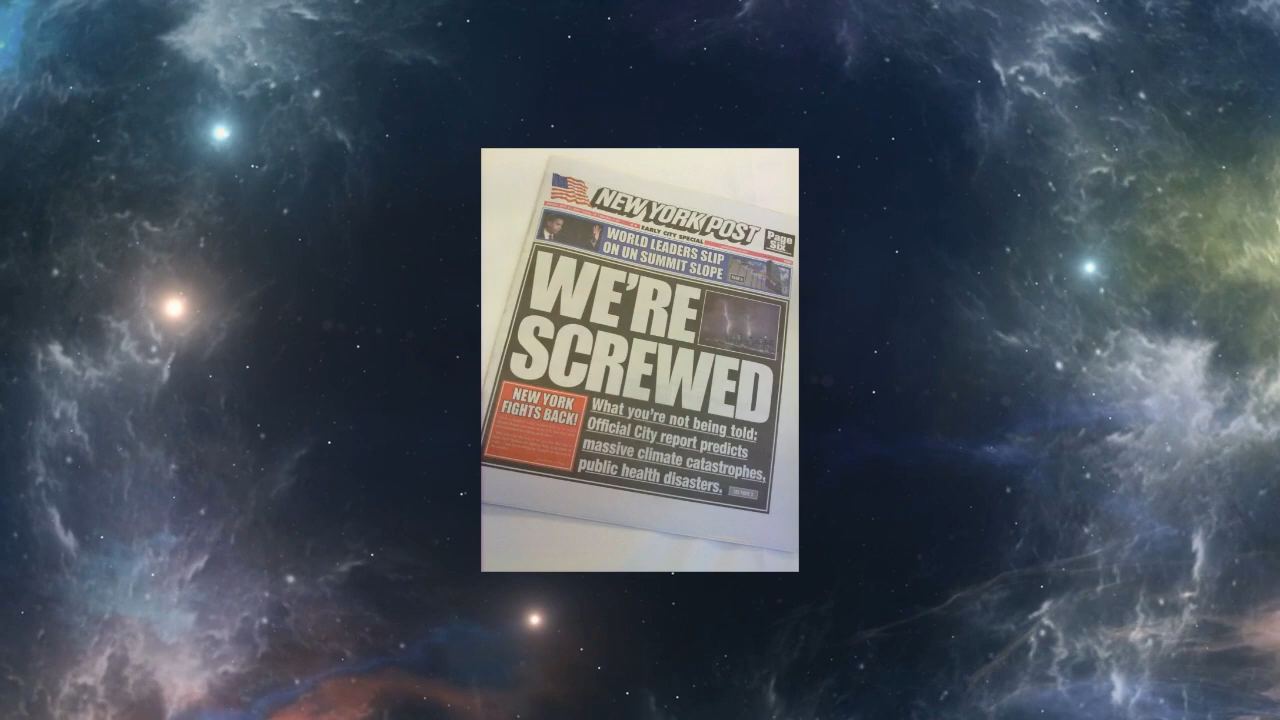 NEW YORK POST
EARLY CITY SPECIAL
Page
Six
WORLD LEADERS SLIP
ON UN SUMMIT SLOPE
WE'RE
SCREWED
NEW YORK
FIGHTS BACK!
What you're not being told:
Official City report predicts
massive climate catastrophes,
public health disasters.